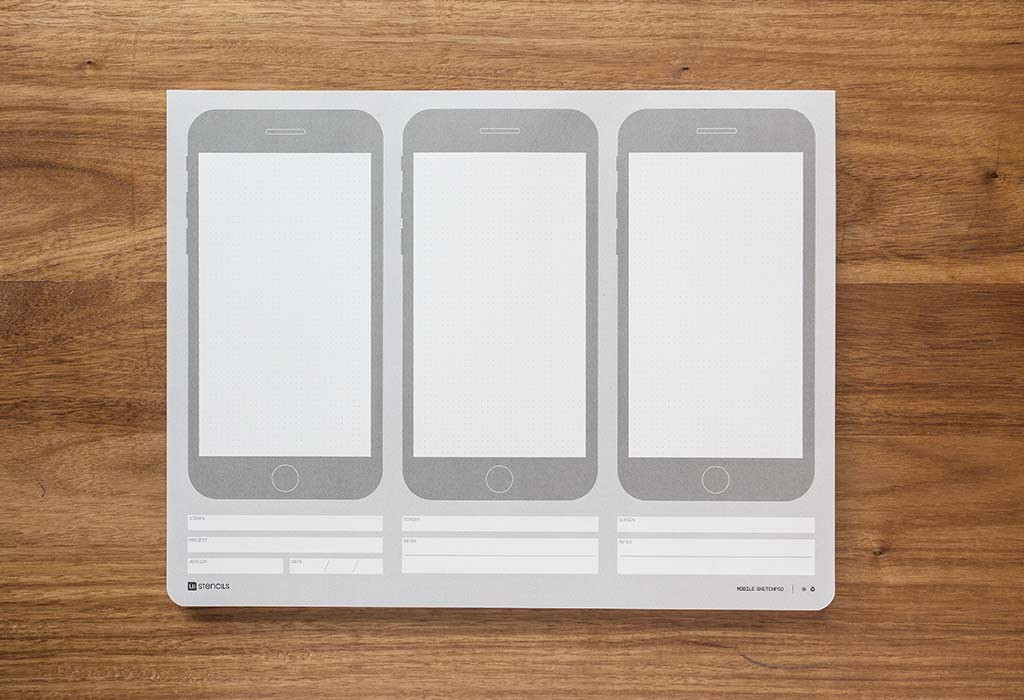 SCREEN
PROJECT
VERSION
DATE / /
SCREEN
NOTES
SCREEN
NOTES
UI STENCILS
MOBILE SKETCHPAD